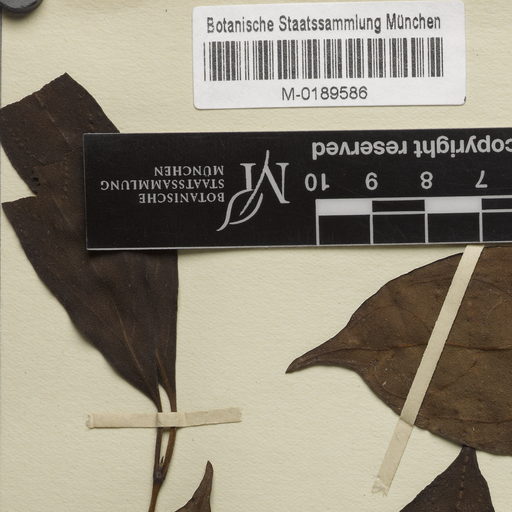 Botanische Staatssammlung München
M-0189586
copyright reserved
BOTANISCHE
STAATSSAMMLUNG
MÜNCHEN
M
10 9 8 7